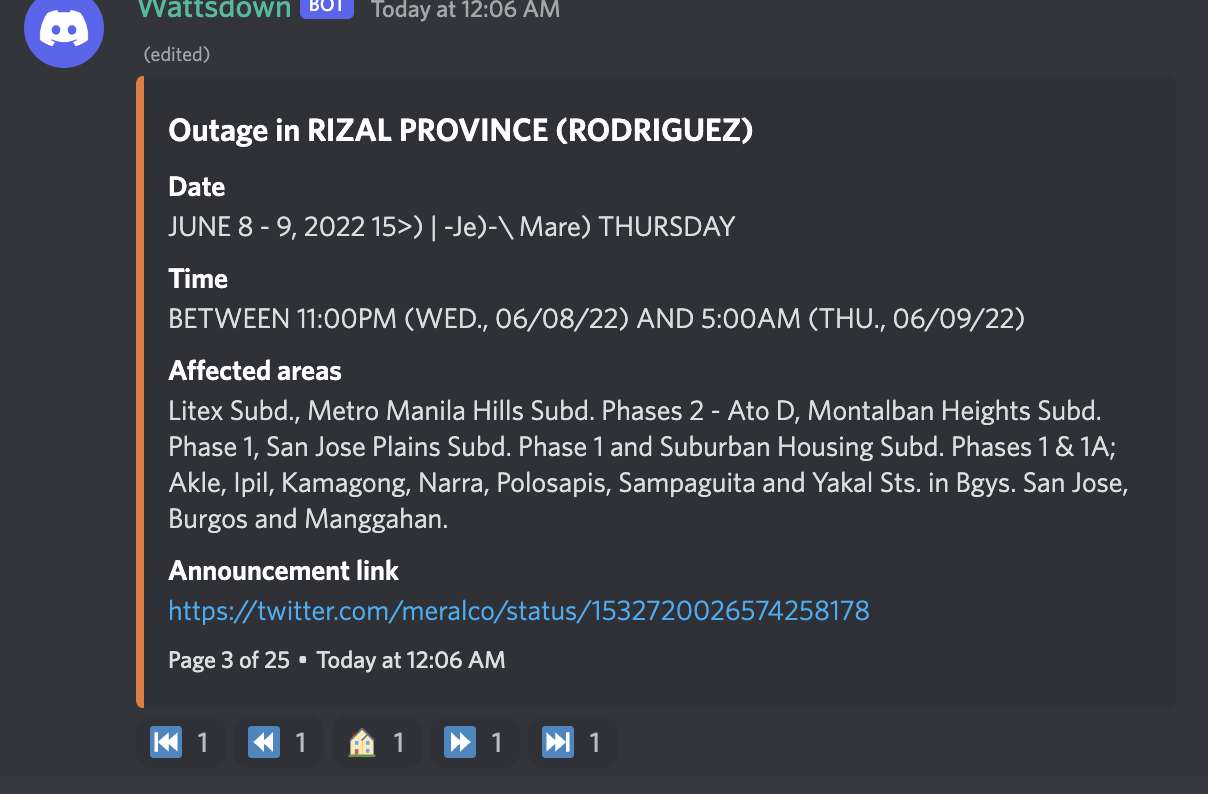 Wattsdown BOT Today at 12:06 AM
(edited)
Outage in RIZAL PROVINCE (RODRIGUEZ)
Date
JUNE 8 - 9, 2022 15>) | -Je)-\ Mare) THURSDAY
Time
BETWEEN 11:00PM (WED., 06/08/22) AND 5:00AM (THU., 06/09/22)
Affected areas
Litex Subd., Metro Manila Hills Subd. Phases 2 - Ato D, Montalban Heights Subd.
Phase 1, San Jose Plains Subd. Phase 1 and Suburban Housing Subd. Phases 1 & 1A;
Akle, Ipil, Kamagong, Narra, Polosapis, Sampaguita and Yakal Sts. in Bgys. San Jose,
Burgos and Manggahan.
Announcement link
https://twitter.com/meralco/status/1532720026574258178
Page 3 of 25 • Today at 12:06 AM
1 1 1 1 1